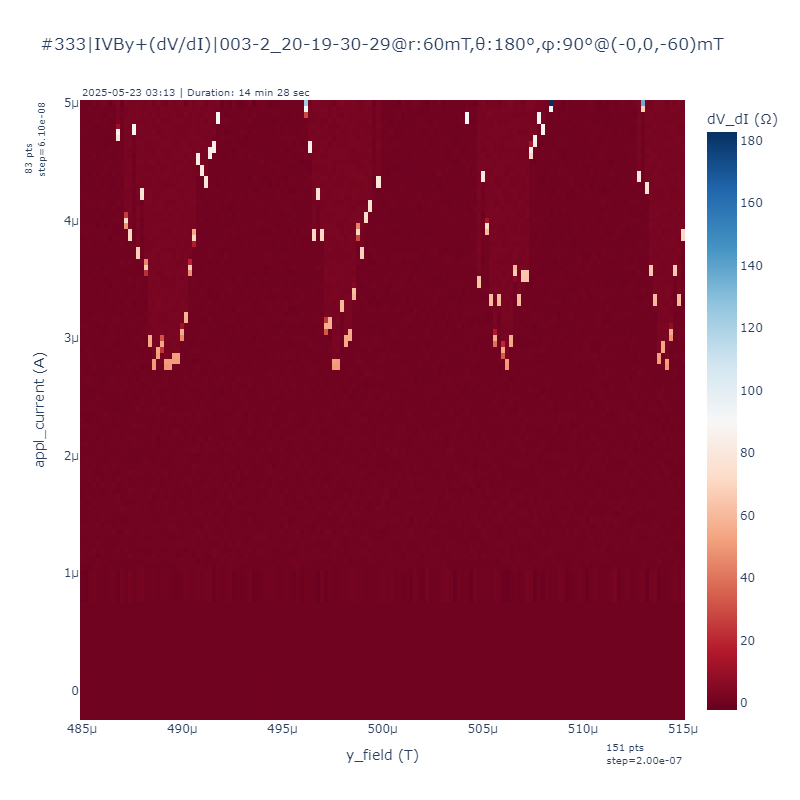 #333|IVBy+(dV/dI)|003-2_20-19-30-29@r:60mT,θ:180°,φ:90°@(-0,0,-60)mT
2025-05-23 03:13 | Duration: 14 min 28 sec
83 pts
step=6.10e-08
5μ
4μ
3μ
2μ
1μ
0
appl_current (A)
485μ
490μ
495μ
500μ
505μ
510μ
515μ
y_field (T)
151 pts
step=2.00e-07
dV_dI (Ω)
180
160
140
120
100
80
60
40
20
0